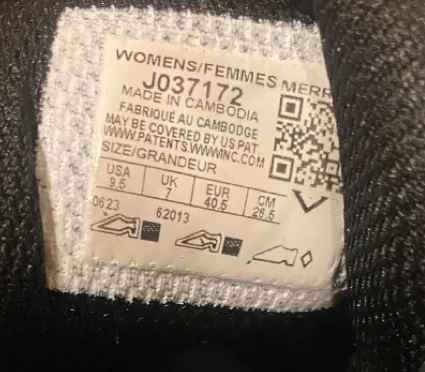 WOMENS/FEMMES MERR
J037172
MADE IN CAMBODIA
FABRIQUÉ AU CAMBODGE
MAY BE COVERED BY US PAT
WWW.PATENTS.WWWINC.COM
SIZE/GRANDEUR
USA UK EUR CM
9.5 7 40.5 26.5
0623 62013